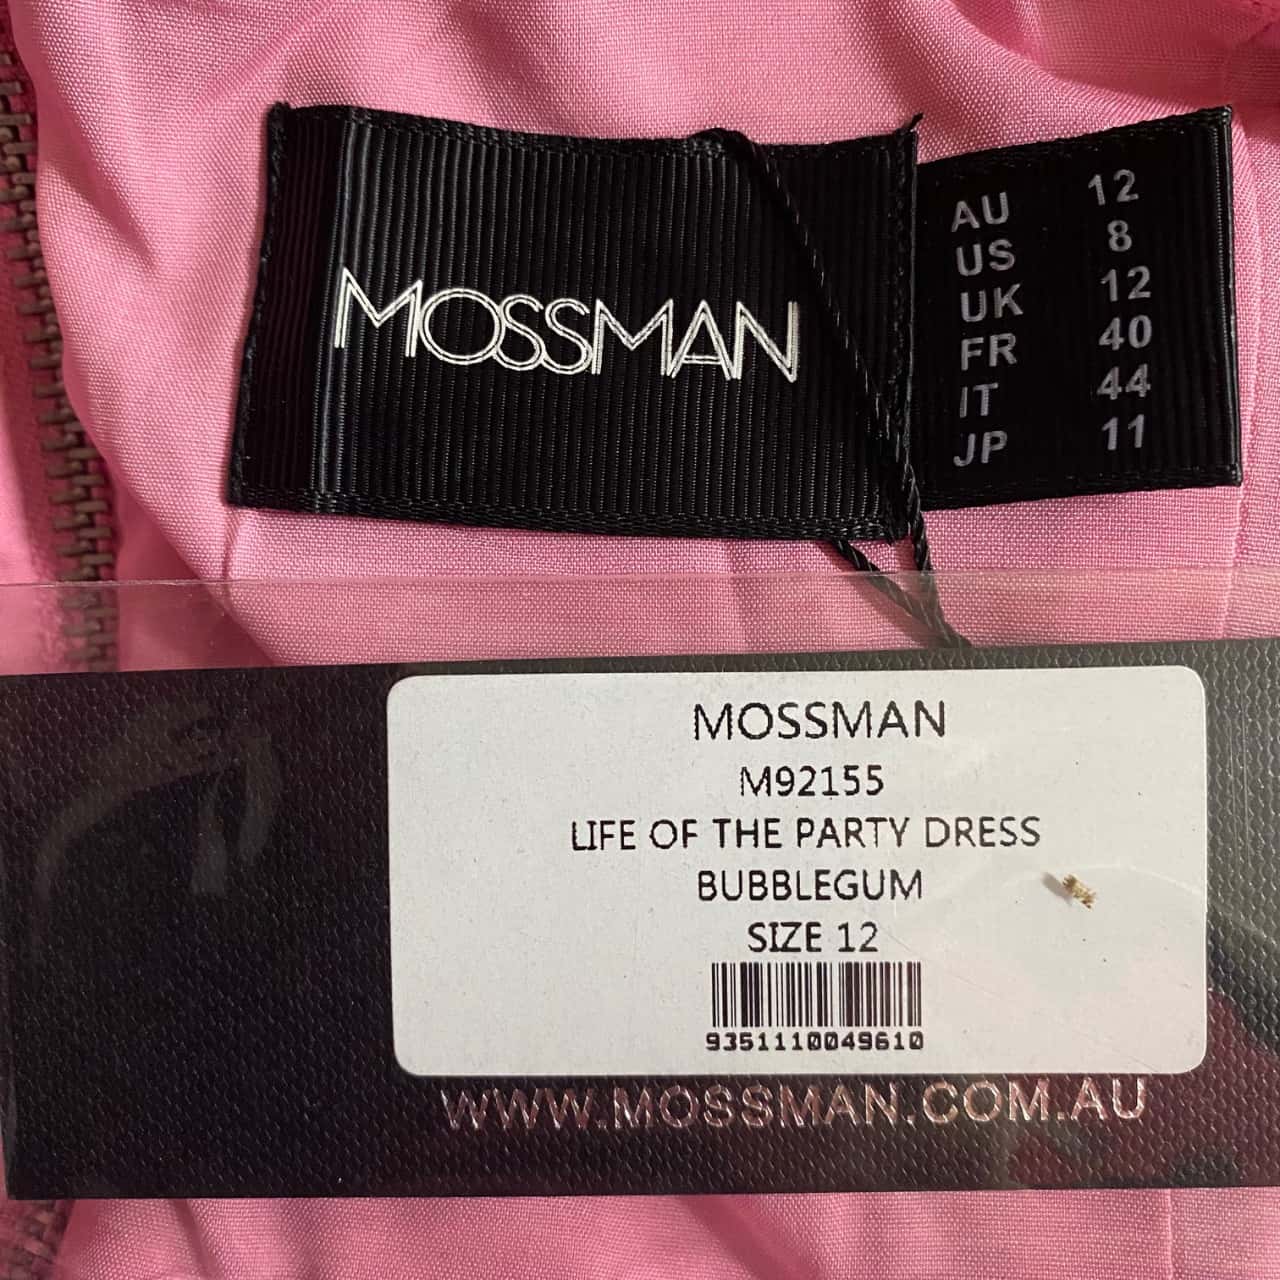 MOSSMAN
AU 12
US 8
UK 12
FR 40
IT 44
JP 11
MOSSMAN
M92155
LIFE OF THE PARTY DRESS
BUBBLEGUM
SIZE 12
9351110049610
WWW.MOSSMAN.COM.AU